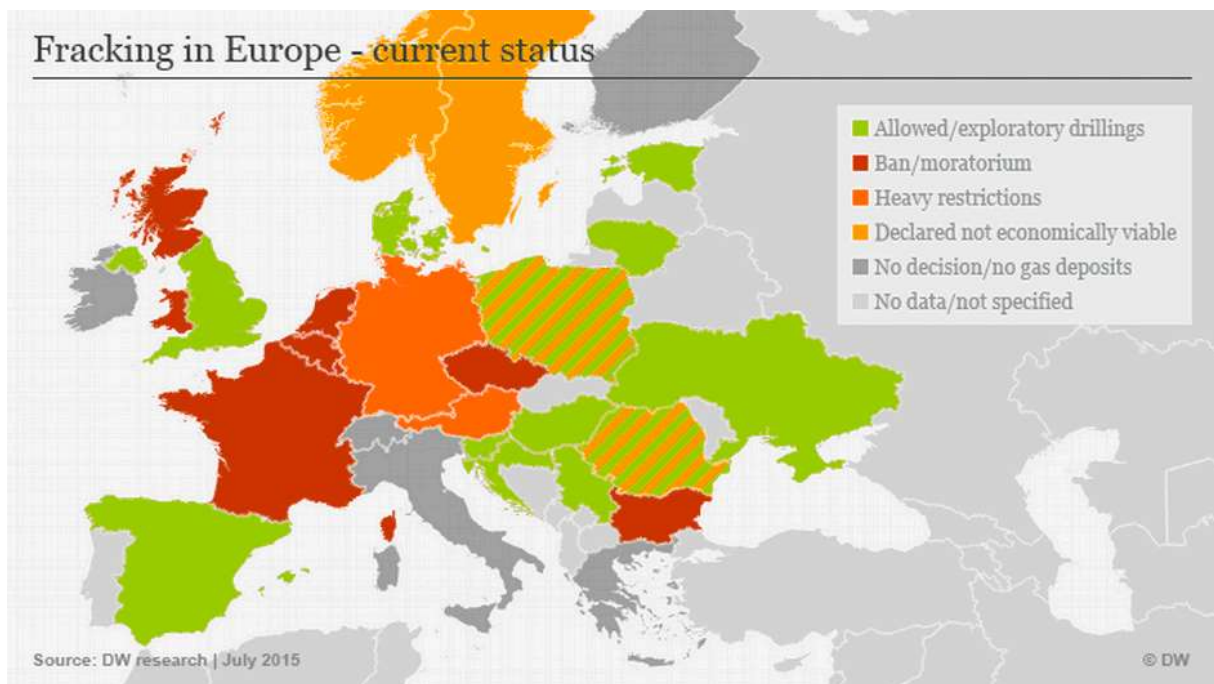 Fracking in Europe - current status
Allowed/exploratory drillings
Ban/moratorium
Heavy restrictions
Declared not economically viable
No decision/no gas deposits
No data/not specified
Source: DW research | July 2015
© DW